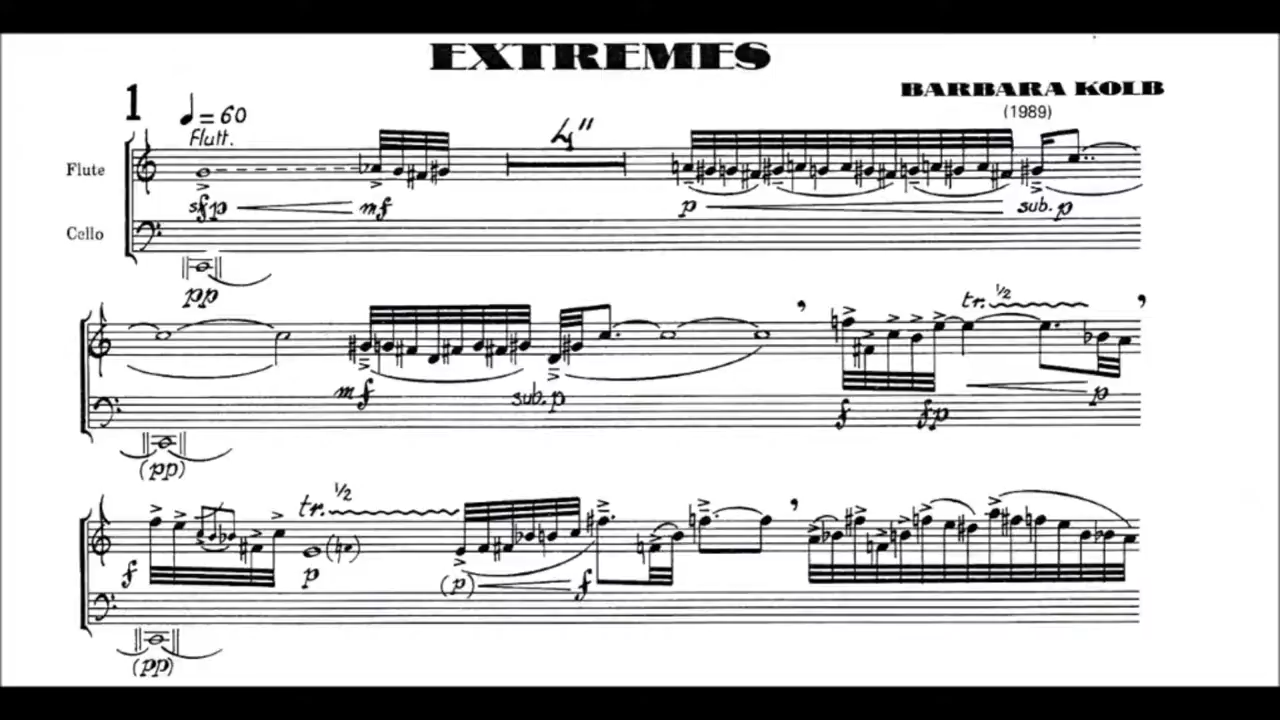 EXTREMES
BARBARA KOLB
(1989)
1
♩=60
Flutt.
4"
Flute
sfp mf p sub. p
Cello
pp
tr. 1/2
mf sub. p f fp p
(pp)
tr. 1/2
f p (p) f
(pp)